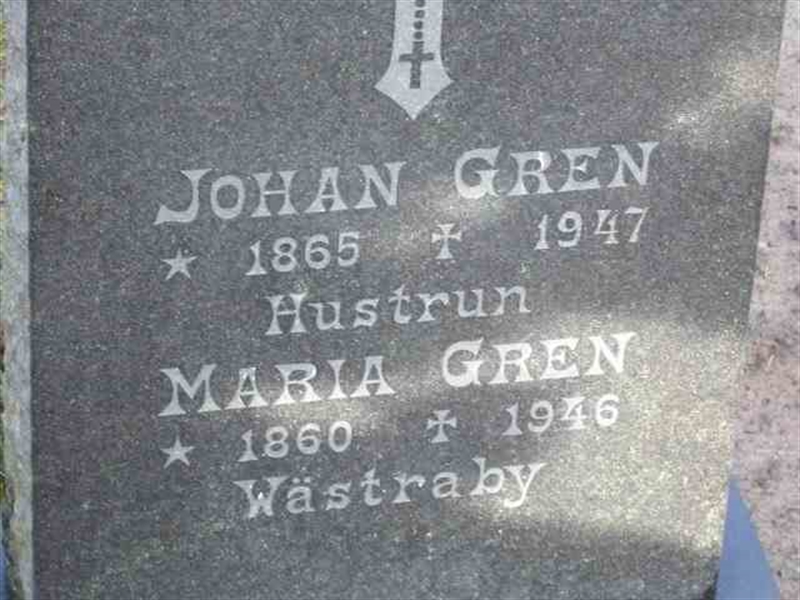 JOHAN GREN
★ 1865 ✝ 1947
Hustrun
MARIA GREN
★ 1860 ✝ 1946
Wästraby